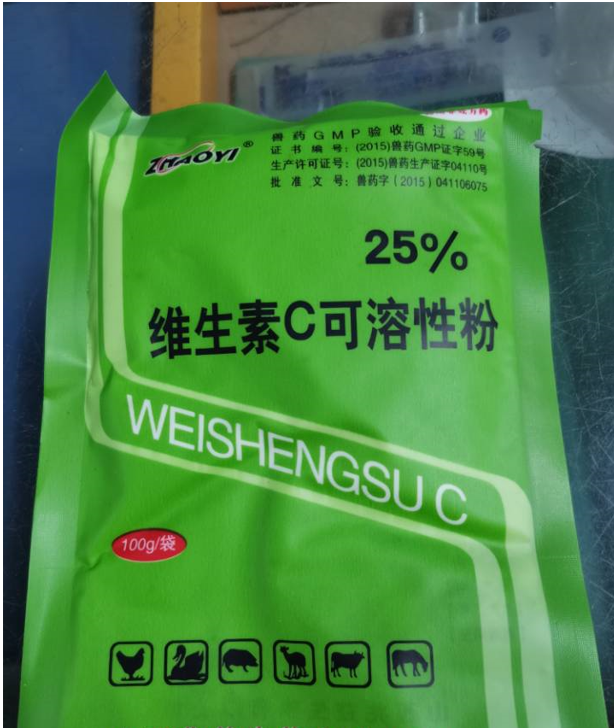 ZHAOYI®
兽药GMP验收通过企业
证书编号:(2015)兽药GMP证字59号
生产许可证号:(2015)兽药生产证字04110号
批准文号:兽药字(2015)041106075
25%
维生素C可溶性粉
WEISHENGSU C
100g/袋